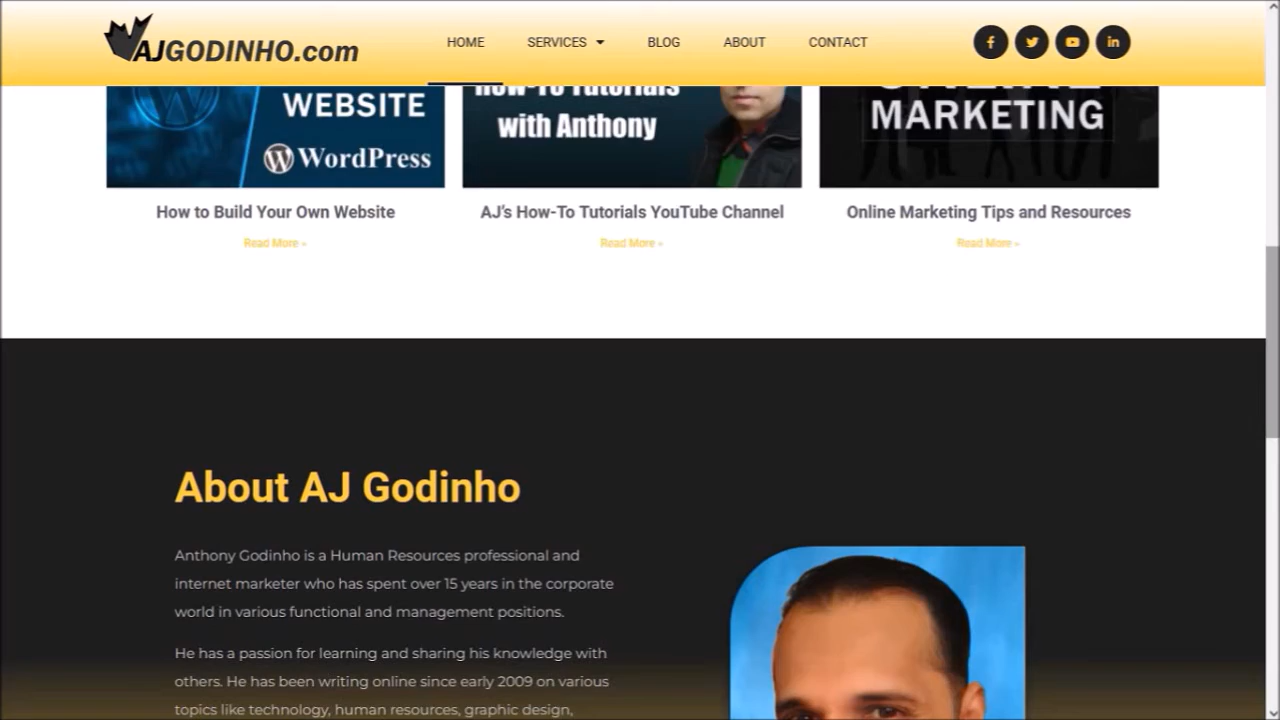 AJGODINHO.com
HOME SERVICES BLOG ABOUT CONTACT
WEBSITE
WordPress
How-To Tutorials
with Anthony
MARKETING
How to Build Your Own Website
AJ's How-To Tutorials YouTube Channel
Online Marketing Tips and Resources
Read More »
Read More »
Read More »
About AJ Godinho
Anthony Godinho is a Human Resources professional and
internet marketer who has spent over 15 years in the corporate
world in various functional and management positions.
He has a passion for learning and sharing his knowledge with
others. He has been writing online since early 2009 on various
topics like technology, human resources, graphic design,